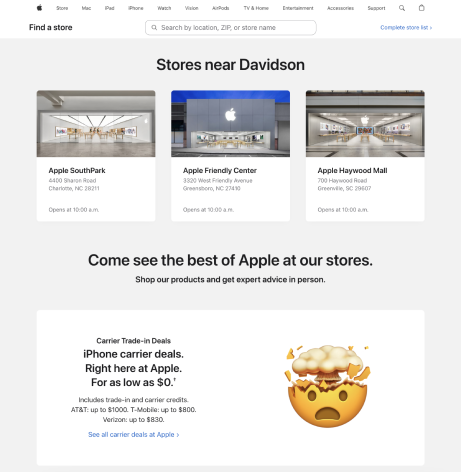 Store Mac iPad iPhone Watch Vision AirPods TV & Home Entertainment Accessories Support
Find a store
Search by location, ZIP, or store name
Complete store list >
Stores near Davidson
Apple SouthPark
4400 Sharon Road
Charlotte, NC 28211
Opens at 10:00 a.m.
Apple Friendly Center
3320 West Friendly Avenue
Greensboro, NC 27410
Opens at 10:00 a.m.
Apple Haywood Mall
700 Haywood Road
Greenville, SC 29607
Opens at 10:00 a.m.
Come see the best of Apple at our stores.
Shop our products and get expert advice in person.
Carrier Trade-in Deals
iPhone carrier deals.
Right here at Apple.
For as low as $0.†
Includes trade-in and carrier credits.
AT&T: up to $1000. T-Mobile: up to $800.
Verizon: up to $830.
See all carrier deals at Apple >